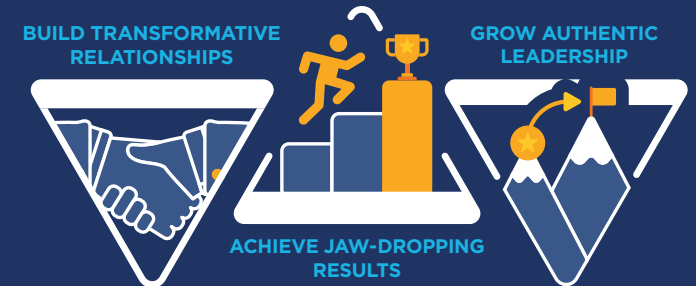 BUILD TRANSFORMATIVE
RELATIONSHIPS
ACHIEVE JAW-DROPPING
RESULTS
GROW AUTHENTIC
LEADERSHIP